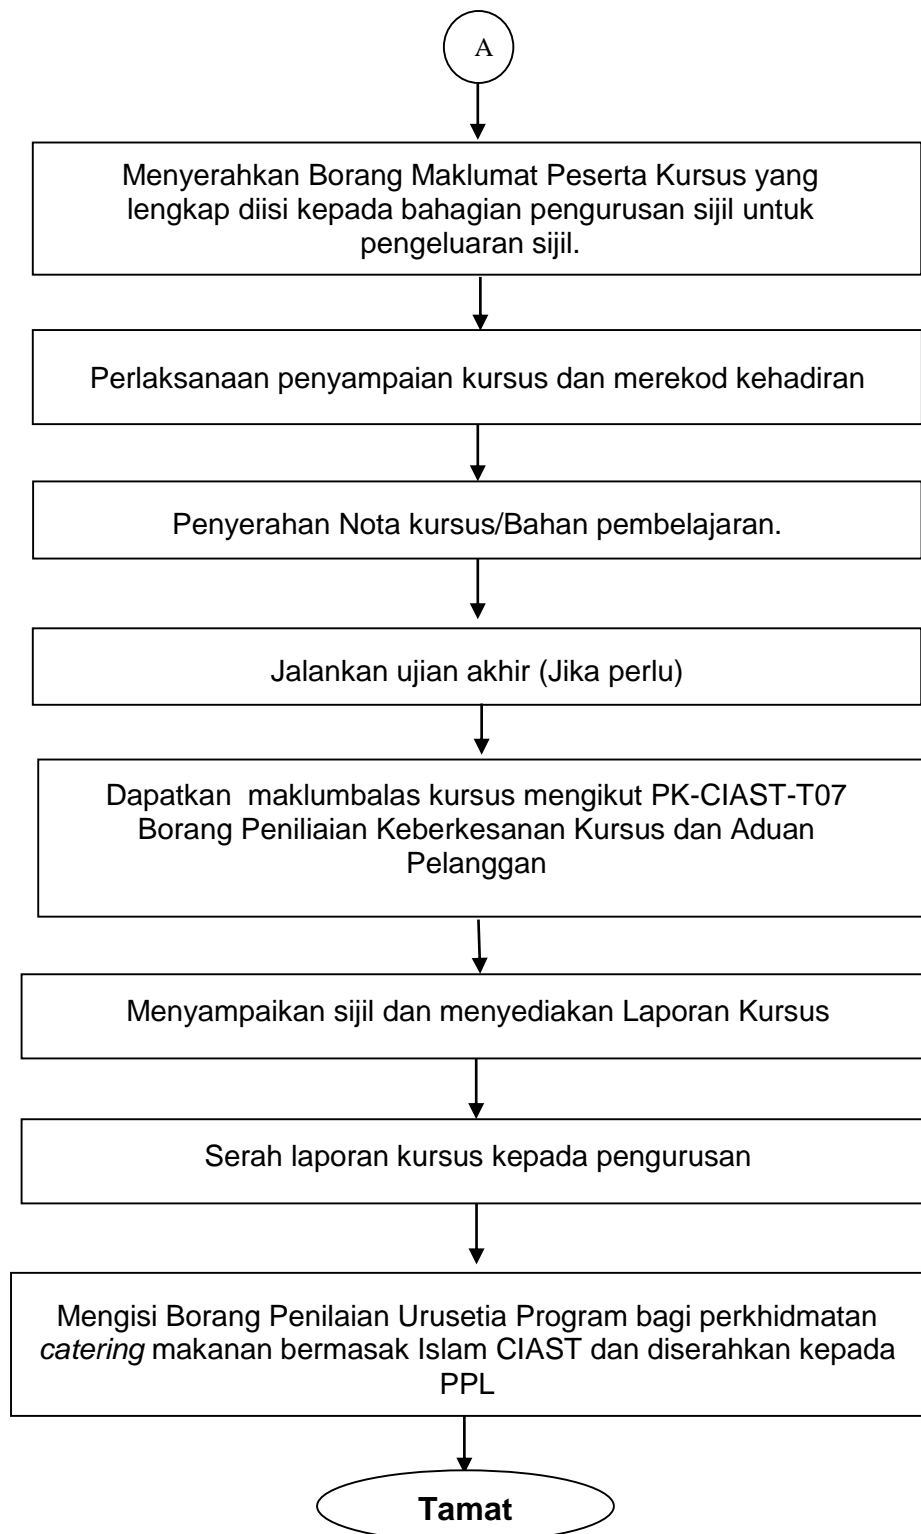 A
Menyerahkan Borang Maklumat Peserta Kursus yang
lengkap diisi kepada bahagian pengurusan sijil untuk
pengeluaran sijil.
Perlaksanaan penyampaian kursus dan merekod kehadiran
Penyerahan Nota kursus/Bahan pembelajaran.
Jalankan ujian akhir (Jika perlu)
Dapatkan maklumbalas kursus mengikut PK-CIAST-T07
Borang Peniliaian Keberkesanan Kursus dan Aduan
Pelanggan
Menyampaikan sijil dan menyediakan Laporan Kursus
Serah laporan kursus kepada pengurusan
Mengisi Borang Penilaian Urusetia Program bagi perkhidmatan
catering makanan bermasak Islam CIAST dan diserahkan kepada
PPL
Tamat